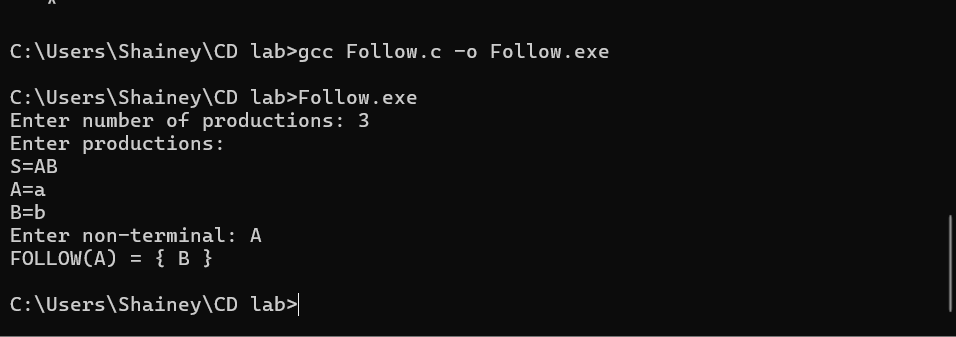 C:\Users\Shainey\CD lab>gcc Follow.c -o Follow.exe
C:\Users\Shainey\CD lab>Follow.exe
Enter number of productions: 3
Enter productions:
S=AB
A=a
B=b
Enter non-terminal: A
FOLLOW(A) = { B }
C:\Users\Shainey\CD lab>